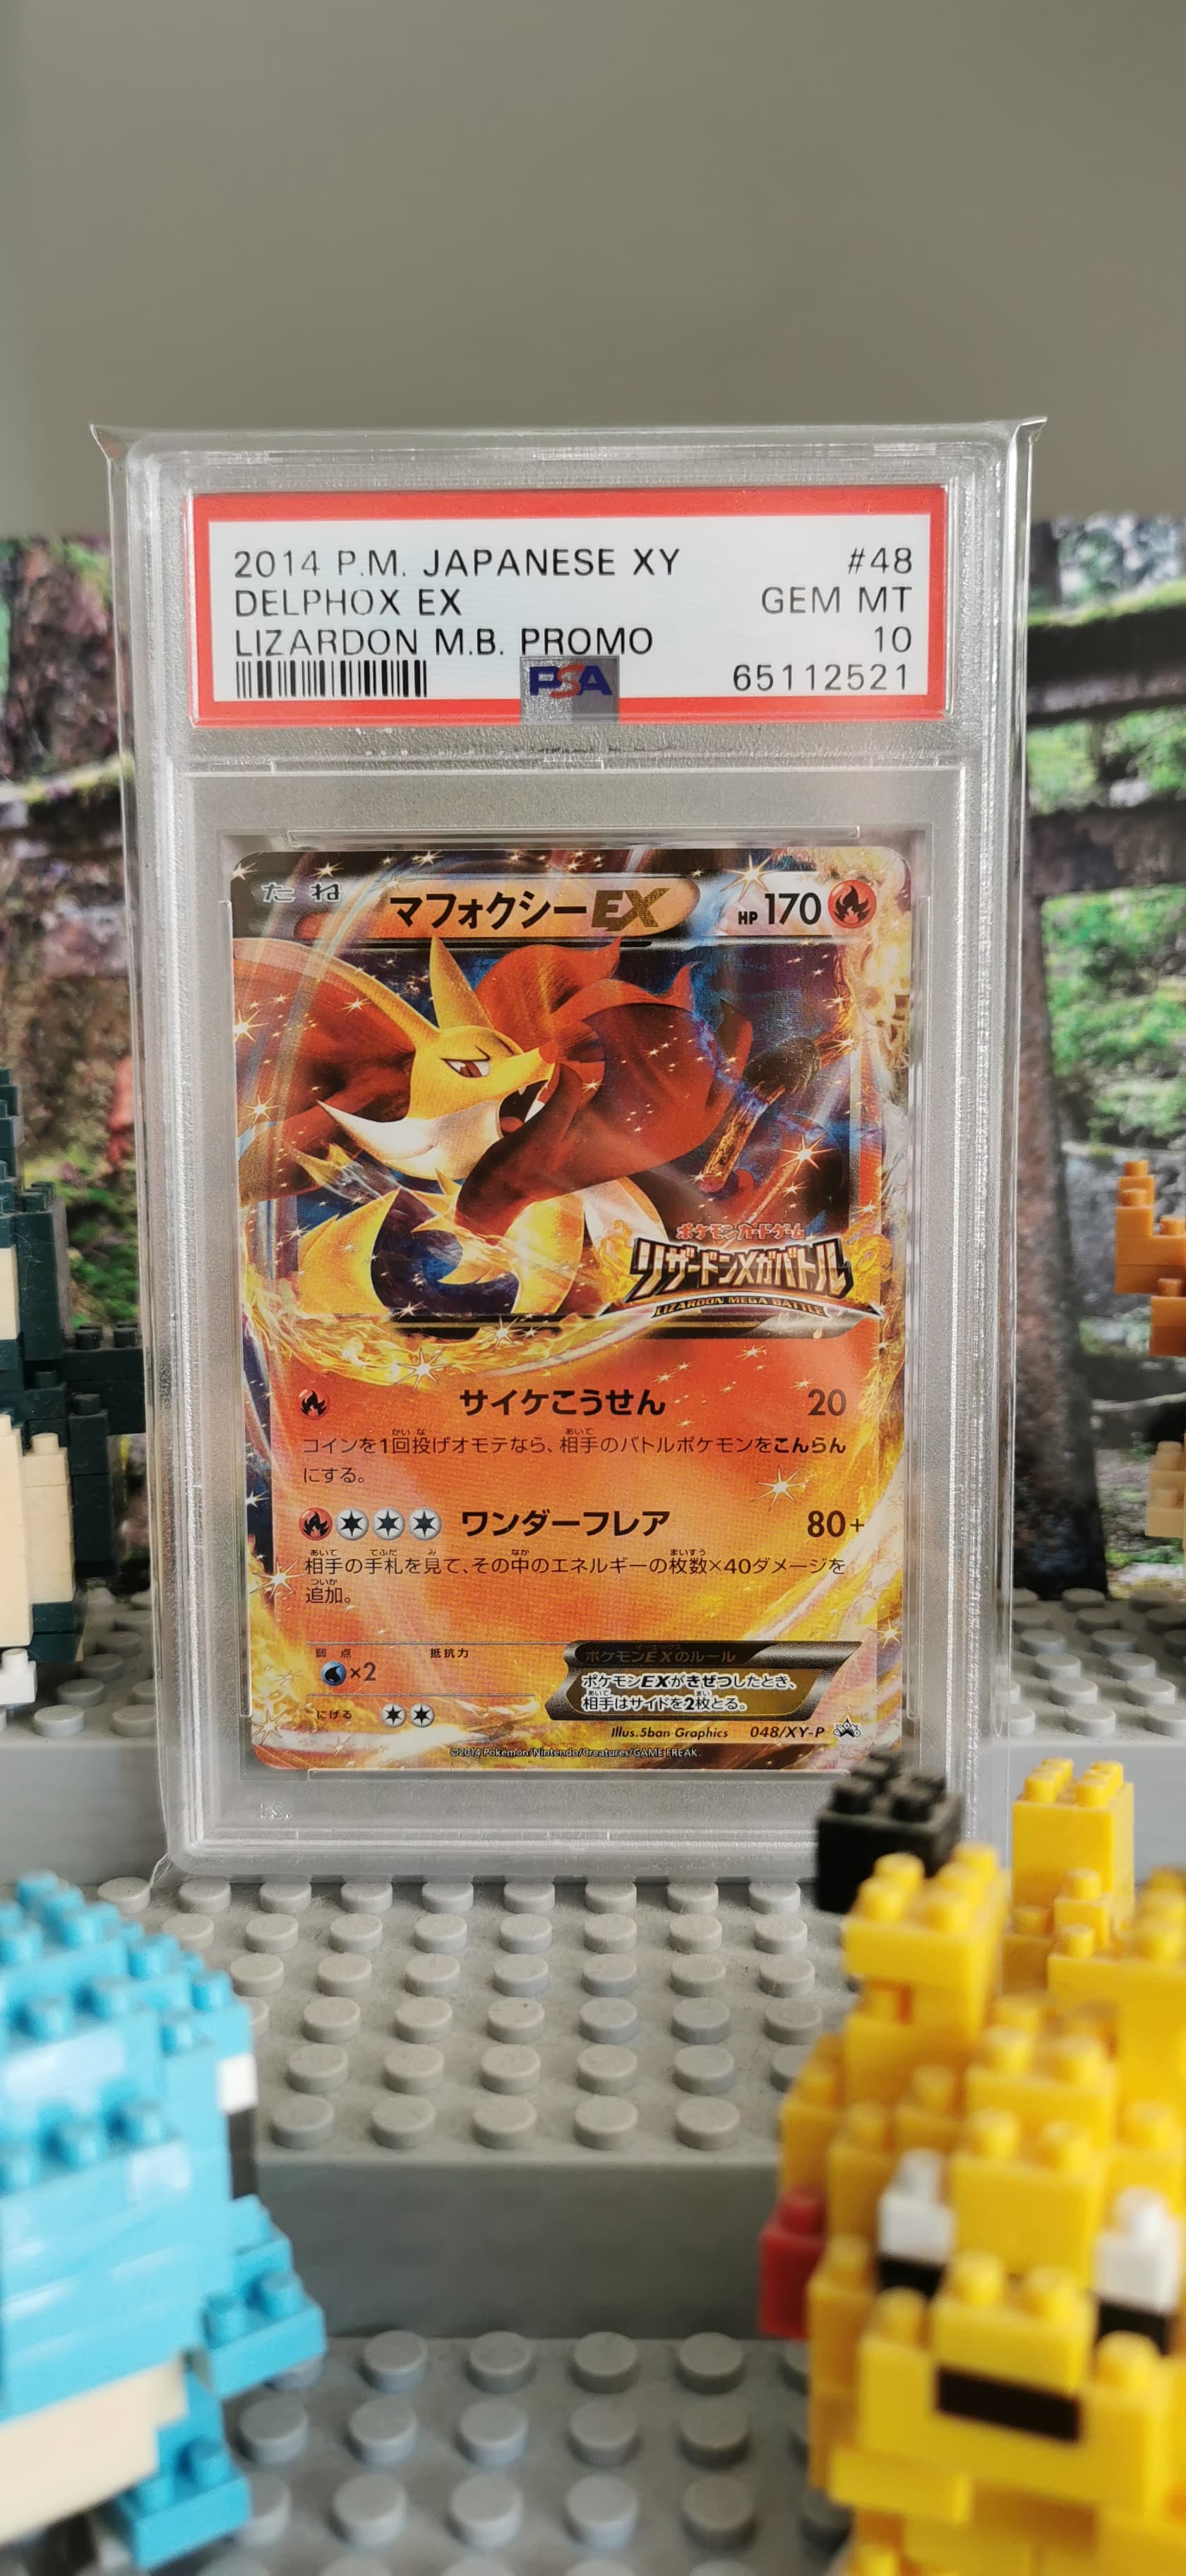 2014 P.M. JAPANESE XY #48
DELPHOX EX GEM MT
LIZARDON M.B. PROMO 10
PSA 65112521
たね マフォクシーEX HP170
ポケモンカードゲーム
リザードンメガバトル
LIZARDON MEGA BATTLE
サイケこうせん 20
コインを1回投げオモテなら、相手のバトルポケモンをこんらん
にする。
ワンダーフレア 80+
相手の手札を見て、その中のエネルギーの枚数×40ダメージを
追加。
弱点 抵抗力
×2
にげる
ポケモンEXのルール
ポケモンEXがきぜつしたとき、
相手はサイドを2枚とる。
Illus.5ban Graphics 048/XY-P
©2014 Pokémon/Nintendo/Creatures/GAME FREAK.